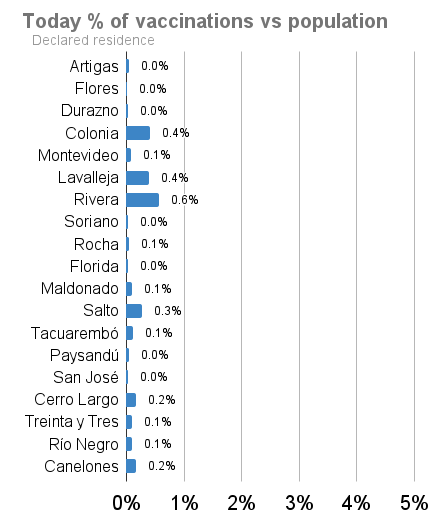 Today % of vaccinations vs population
Declared residence
Artigas 0.0%
Flores 0.0%
Durazno 0.0%
Colonia 0.4%
Montevideo 0.1%
Lavalleja 0.4%
Rivera 0.6%
Soriano 0.0%
Rocha 0.1%
Florida 0.0%
Maldonado 0.1%
Salto 0.3%
Tacuarembó 0.1%
Paysandú 0.0%
San José 0.0%
Cerro Largo 0.2%
Treinta y Tres 0.1%
Río Negro 0.1%
Canelones 0.2%
0% 1% 2% 3% 4% 5%